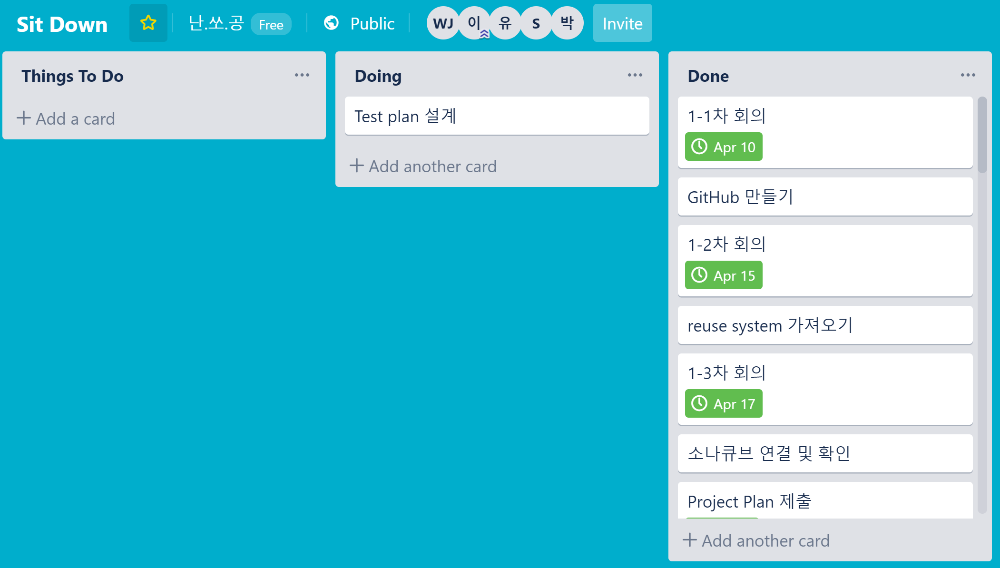 Sit Down
난.쏘.공 Free
Public
WJ 이 유 S 박
Invite
Things To Do
+ Add a card
Doing
Test plan 설계
+ Add another card
Done
1-1차 회의
Apr 10
GitHub 만들기
1-2차 회의
Apr 15
reuse system 가져오기
1-3차 회의
Apr 17
소나큐브 연결 및 확인
Project Plan 제출
+ Add another card